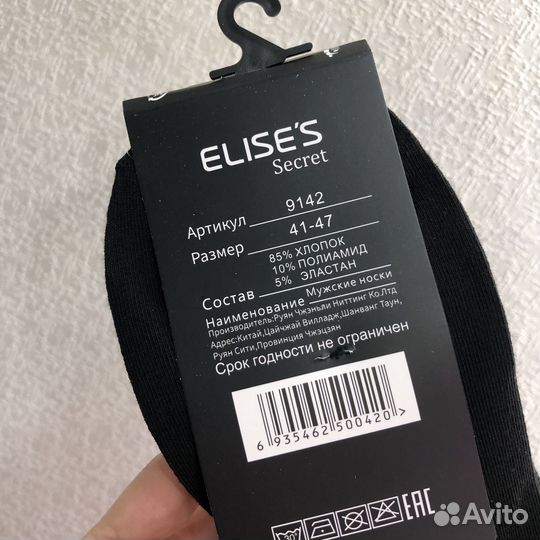 ELISE'S
Secret
Артикул 9142
Размер 41-47
85% ХЛОПОК
10% ПОЛИАМИД
Состав 5% ЭЛАСТАН
Наименование Мужские носки
Производитель:Руян Чжэньяи Ниттинг Ко.Лтд
Адрес:Китай,Цайчжай Вилладж,Шанванг Таун,
Руян Сити,Провинция Чжэцзян
Срок годности не ограничен
6 935462 500420 >
30° EAC
Avito